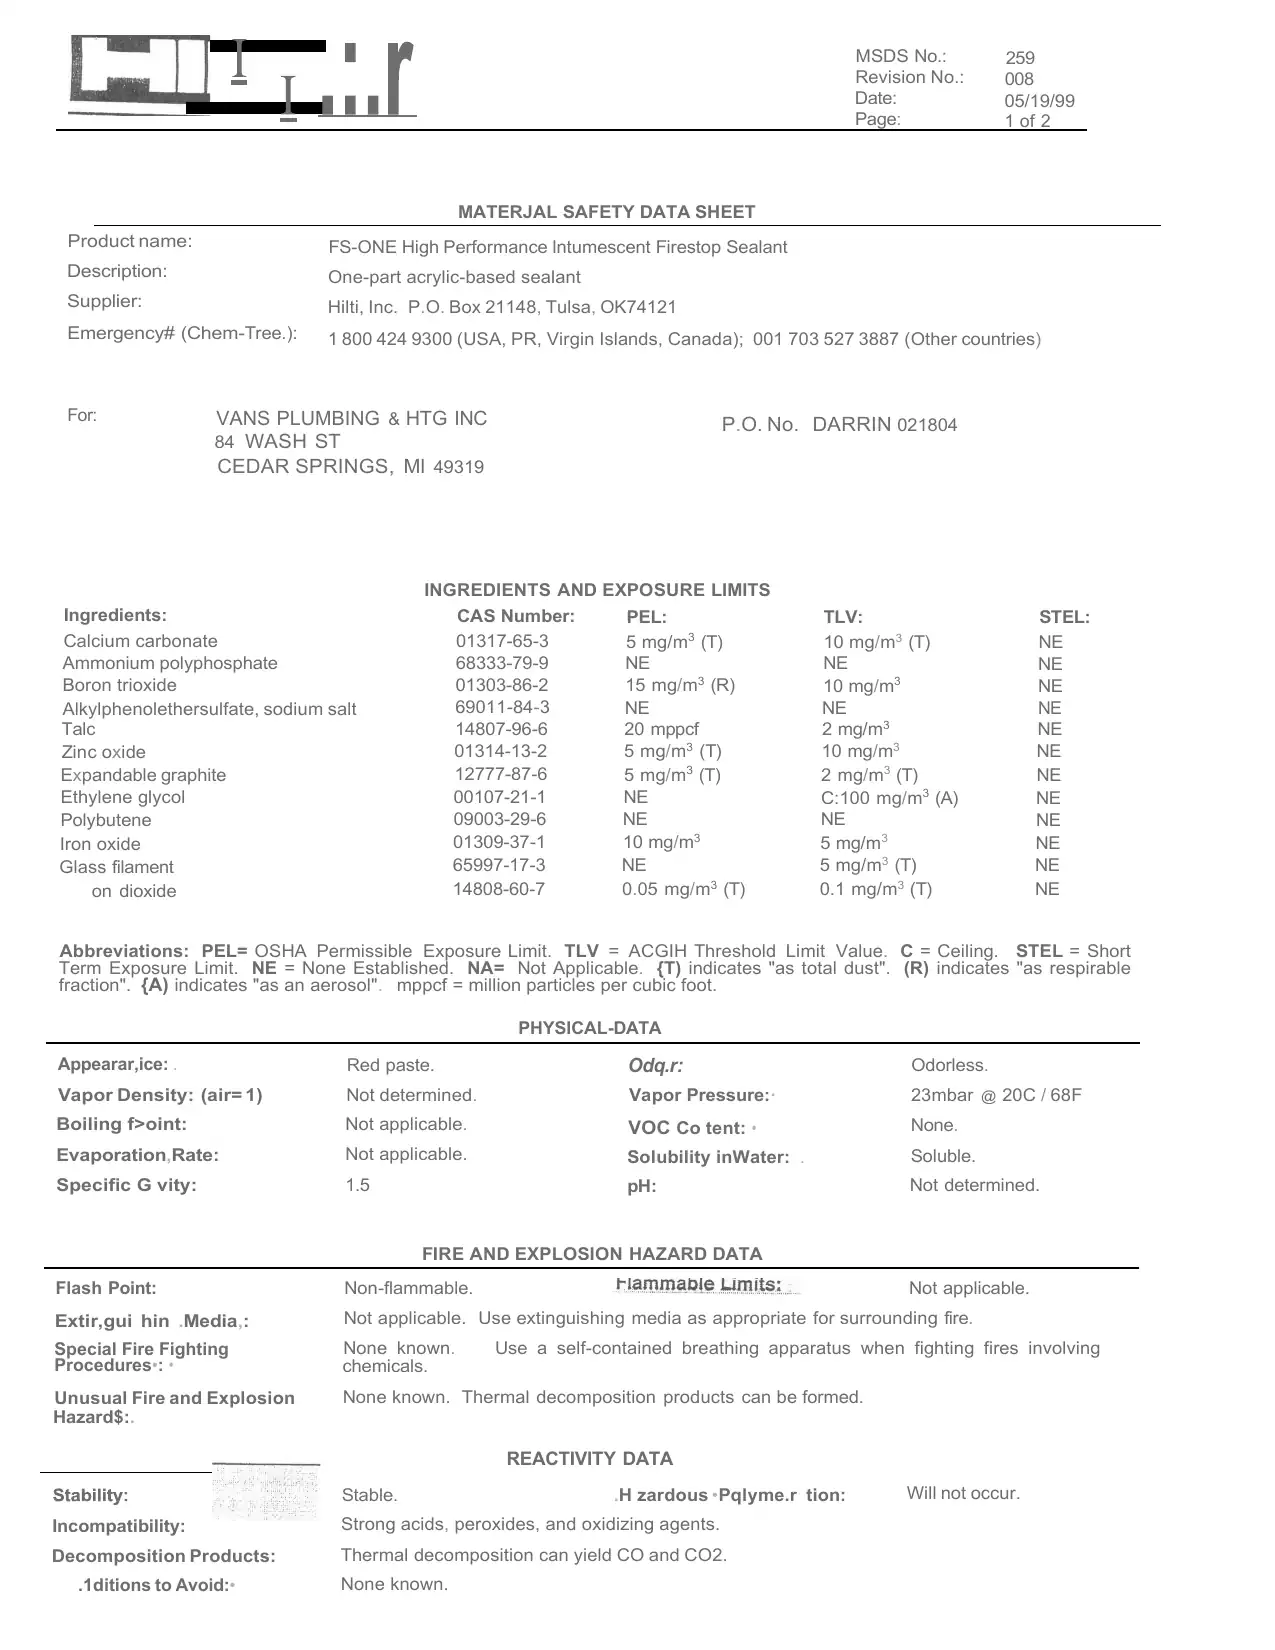 MSDS No.: 259
Revision No.: 008
Date: 05/19/99
Page: 1 of 2
MATERJAL SAFETY DATA SHEET
Product name: FS-ONE High Performance Intumescent Firestop Sealant
Description: One-part acrylic-based sealant
Supplier: Hilti, Inc. P.O. Box 21148, Tulsa, OK74121
Emergency# (Chem-Tree.): 1 800 424 9300 (USA, PR, Virgin Islands, Canada); 001 703 527 3887 (Other countries)
For: VANS PLUMBING & HTG INC P.O. No. DARRIN 021804
84 WASH ST
CEDAR SPRINGS, MI 49319
INGREDIENTS AND EXPOSURE LIMITS
Ingredients: CAS Number: PEL: TLV: STEL:
Calcium carbonate 01317-65-3 5 mg/m³ (T) 10 mg/m³ (T) NE
Ammonium polyphosphate 68333-79-9 NE NE NE
Boron trioxide 01303-86-2 15 mg/m³ (R) 10 mg/m³ NE
Alkylphenolethersulfate, sodium salt 69011-84-3 NE NE NE
Talc 14807-96-6 20 mppcf 2 mg/m³ NE
Zinc oxide 01314-13-2 5 mg/m³ (T) 10 mg/m³ NE
Expandable graphite 12777-87-6 5 mg/m³ (T) 2 mg/m³ (T) NE
Ethylene glycol 00107-21-1 NE C:100 mg/m³ (A) NE
Polybutene 09003-29-6 NE NE NE
Iron oxide 01309-37-1 10 mg/m³ 5 mg/m³ NE
Glass filament 65997-17-3 NE 5 mg/m³ (T) NE
on dioxide 14808-60-7 0.05 mg/m³ (T) 0.1 mg/m³ (T) NE
Abbreviations: PEL= OSHA Permissible Exposure Limit. TLV = ACGIH Threshold Limit Value. C = Ceiling. STEL = Short
Term Exposure Limit. NE = None Established. NA= Not Applicable. {T) indicates "as total dust". (R) indicates "as respirable
fraction". {A) indicates "as an aerosol". mppcf = million particles per cubic foot.
PHYSICAL-DATA
Appearar,ice: . Red paste. Odq.r: Odorless.
Vapor Density: (air= 1) Not determined. Vapor Pressure:· 23mbar @ 20C / 68F
Boiling f>oint: Not applicable. VOC Co tent: • None.
Evaporation,Rate: Not applicable. Solubility inWater: . Soluble.
Specific G vity: 1.5 pH: Not determined.
FIRE AND EXPLOSION HAZARD DATA
Flash Point: Non-flammable. Flammable Limits: Not applicable.
Extir,gui hin .Media,: Not applicable. Use extinguishing media as appropriate for surrounding fire.
Special Fire Fighting None known. Use a self-contained breathing apparatus when fighting fires involving
Procedures•: • chemicals.
Unusual Fire and Explosion None known. Thermal decomposition products can be formed.
Hazard$:.
REACTIVITY DATA
Stability: Stable. .H zardous •Pqlyme.r tion: Will not occur.
Incompatibility: Strong acids, peroxides, and oxidizing agents.
Decomposition Products: Thermal decomposition can yield CO and CO2.
.1ditions to Avoid:• None known.